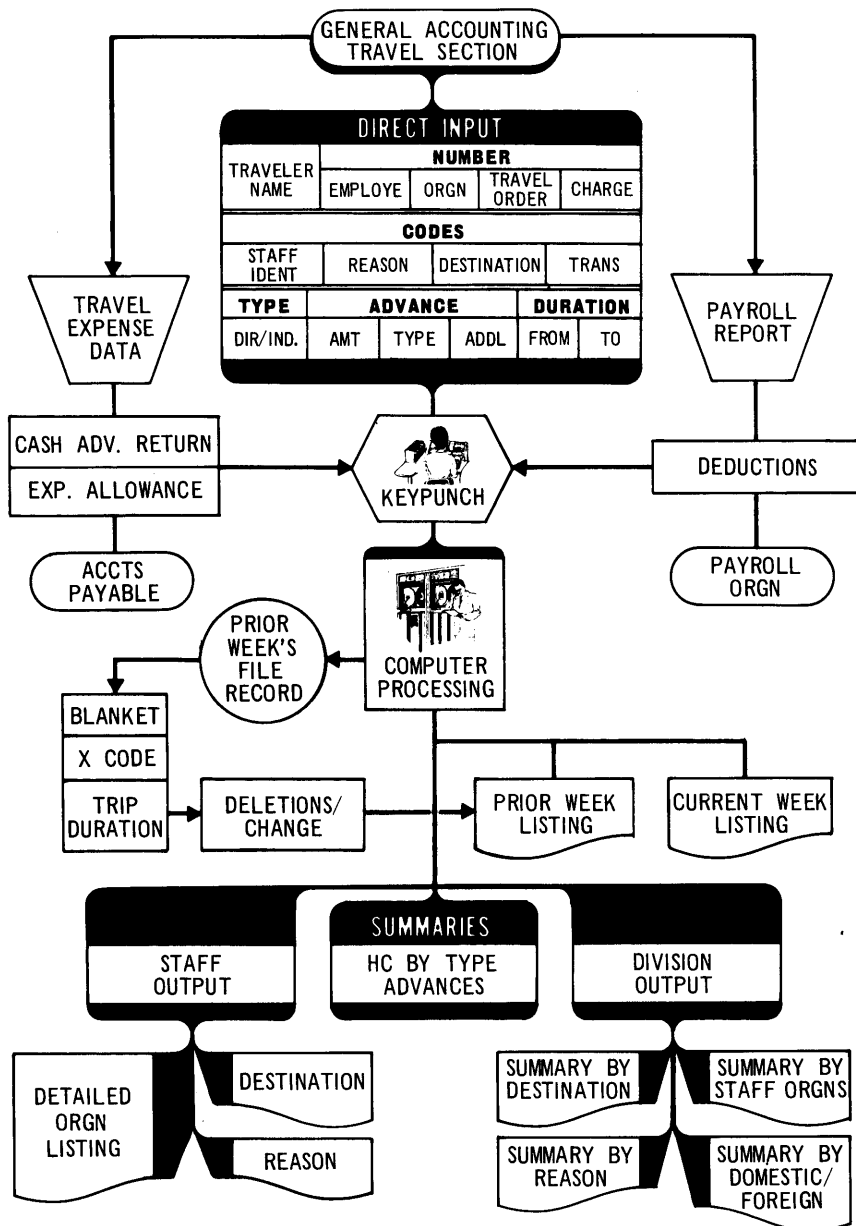 GENERAL ACCOUNTING
TRAVEL SECTION
DIRECT INPUT
TRAVELER
NAME
NUMBER
EMPLOYE
ORGN
TRAVEL
ORDER
CHARGE
CODES
STAFF
IDENT
REASON
DESTINATION
TRANS
TYPE
ADVANCE
DURATION
DIR/IND.
AMT
TYPE
ADDL
FROM
TO
TRAVEL
EXPENSE
DATA
PAYROLL
REPORT
CASH ADV. RETURN
EXP. ALLOWANCE
KEYPUNCH
DEDUCTIONS
ACCTS
PAYABLE
PAYROLL
ORGN
PRIOR
WEEK'S
FILE
RECORD
COMPUTER
PROCESSING
BLANKET
X CODE
TRIP
DURATION
DELETIONS/
CHANGE
PRIOR WEEK
LISTING
CURRENT WEEK
LISTING
STAFF
OUTPUT
SUMMARIES
HC BY TYPE
ADVANCES
DIVISION
OUTPUT
DETAILED
ORGN
LISTING
DESTINATION
REASON
SUMMARY BY
DESTINATION
SUMMARY BY
STAFF ORGNS
SUMMARY BY
REASON
SUMMARY BY
DOMESTIC/
FOREIGN